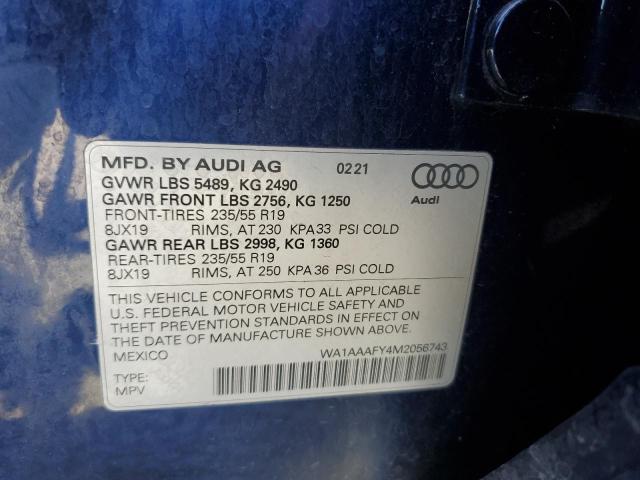 MFD. BY AUDI AG 02 21
GVWR LBS 5489, KG 2490
GAWR FRONT LBS 2756, KG 1250
FRONT-TIRES 235/55 R19
8JX19 RIMS, AT 230 KPA33 PSI COLD
GAWR REAR LBS 2998, KG 1360
REAR-TIRES 235/55 R19
8JX19 RIMS, AT 250 KPA 36 PSI COLD
Audi
THIS VEHICLE CONFORMS TO ALL APPLICABLE
U.S. FEDERAL MOTOR VEHICLE SAFETY AND
THEFT PREVENTION STANDARDS IN EFFECT ON
THE DATE OF MANUFACTURE SHOWN ABOVE.
MEXICO WA1AAAFY4M2056743
TYPE:
MPV